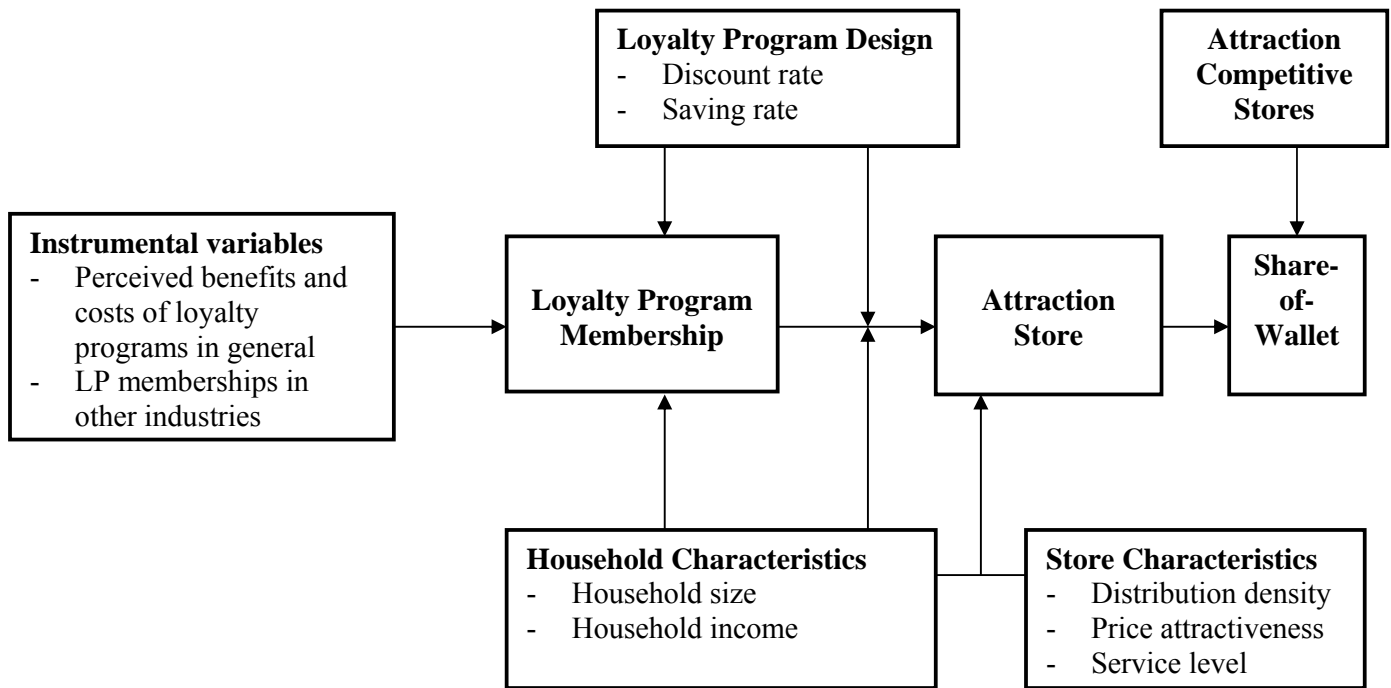 Loyalty Program Design
- Discount rate
- Saving rate
Attraction
Competitive
Stores
Instrumental variables
- Perceived benefits and
costs of loyalty
programs in general
- LP memberships in
other industries
Loyalty Program
Membership
Attraction
Store
Share-
of-
Wallet
Household Characteristics
- Household size
- Household income
Store Characteristics
- Distribution density
- Price attractiveness
- Service level